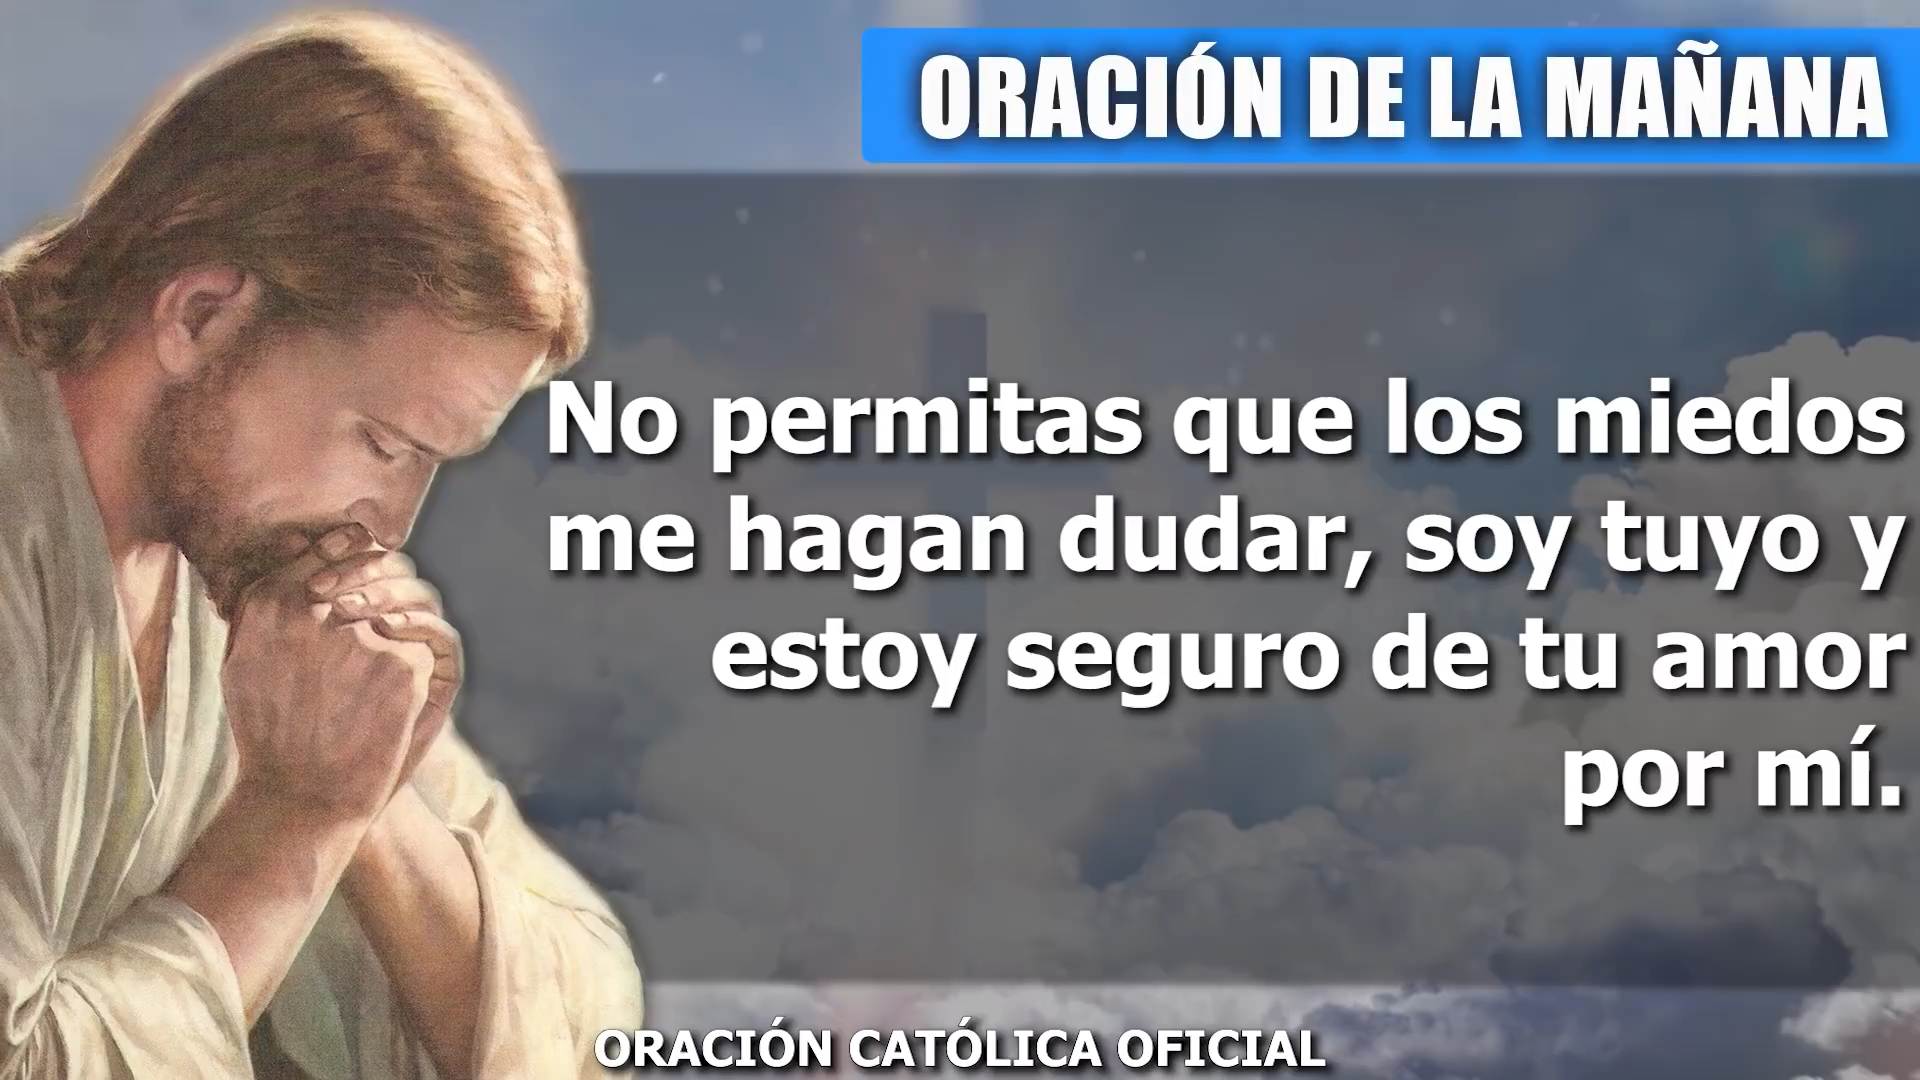 ORACIÓN DE LA MAÑANA
No permitas que los miedos
me hagan dudar, soy tuyo y
estoy seguro de tu amor
por mí.
ORACIÓN CATÓLICA OFICIAL